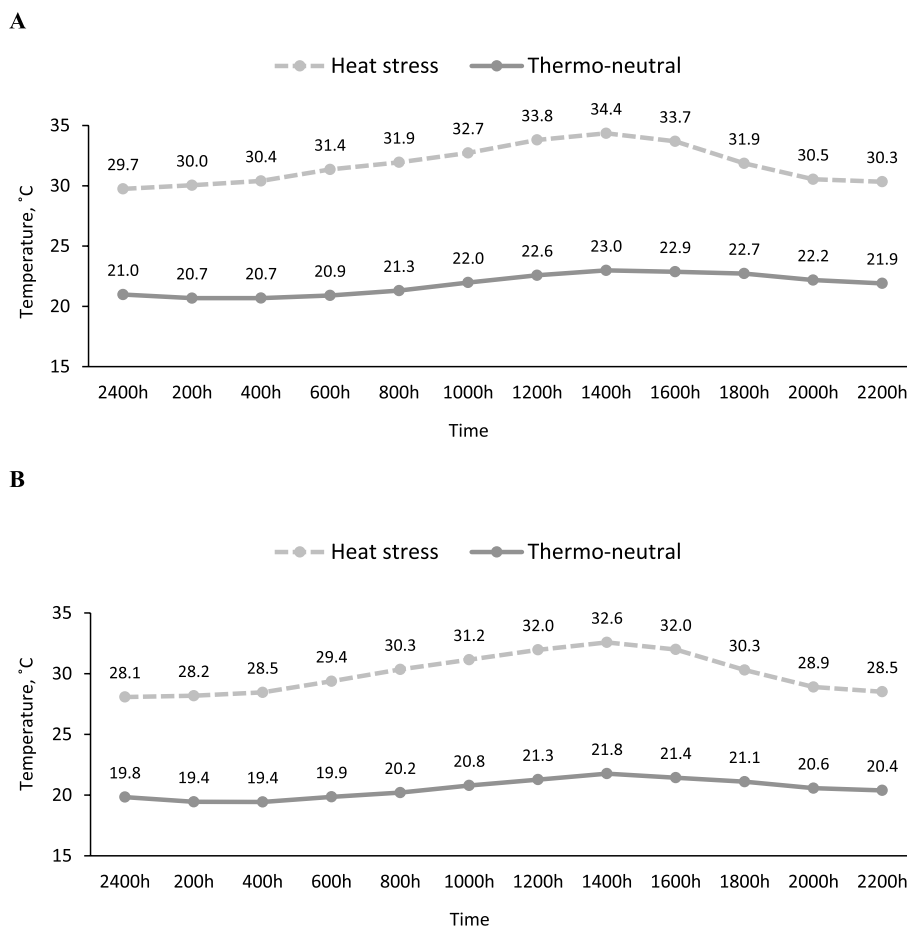 A
Heat stress Thermo-neutral
35
30
25
20
15
Temperature, ˚C
29.7 30.0 30.4 31.4 31.9 32.7 33.8 34.4 33.7 31.9 30.5 30.3
21.0 20.7 20.7 20.9 21.3 22.0 22.6 23.0 22.9 22.7 22.2 21.9
2400h 200h 400h 600h 800h 1000h 1200h 1400h 1600h 1800h 2000h 2200h
Time
B
Heat stress Thermo-neutral
35
30
25
20
15
Temperature, ˚C
28.1 28.2 28.5 29.4 30.3 31.2 32.0 32.6 32.0 30.3 28.9 28.5
19.8 19.4 19.4 19.9 20.2 20.8 21.3 21.8 21.4 21.1 20.6 20.4
2400h 200h 400h 600h 800h 1000h 1200h 1400h 1600h 1800h 2000h 2200h
Time